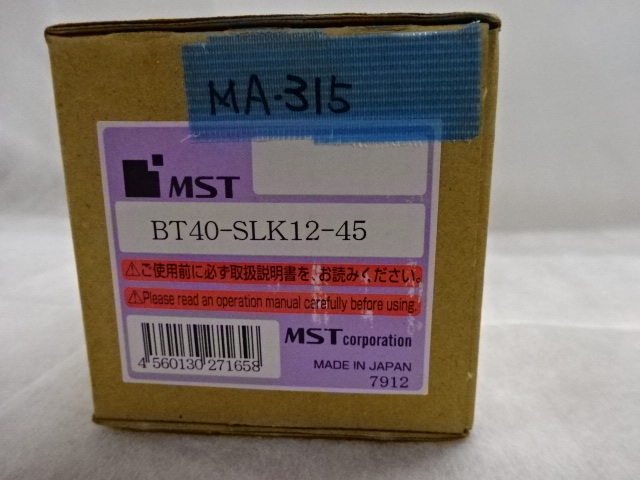 MA-315
MST
BT40-SLK12-45
⚠ご使用前に必ず取扱説明書を、お読みください。
⚠Please read an operation manual carefully before using.
4 560130 271658
MST corporation
MADE IN JAPAN
7912